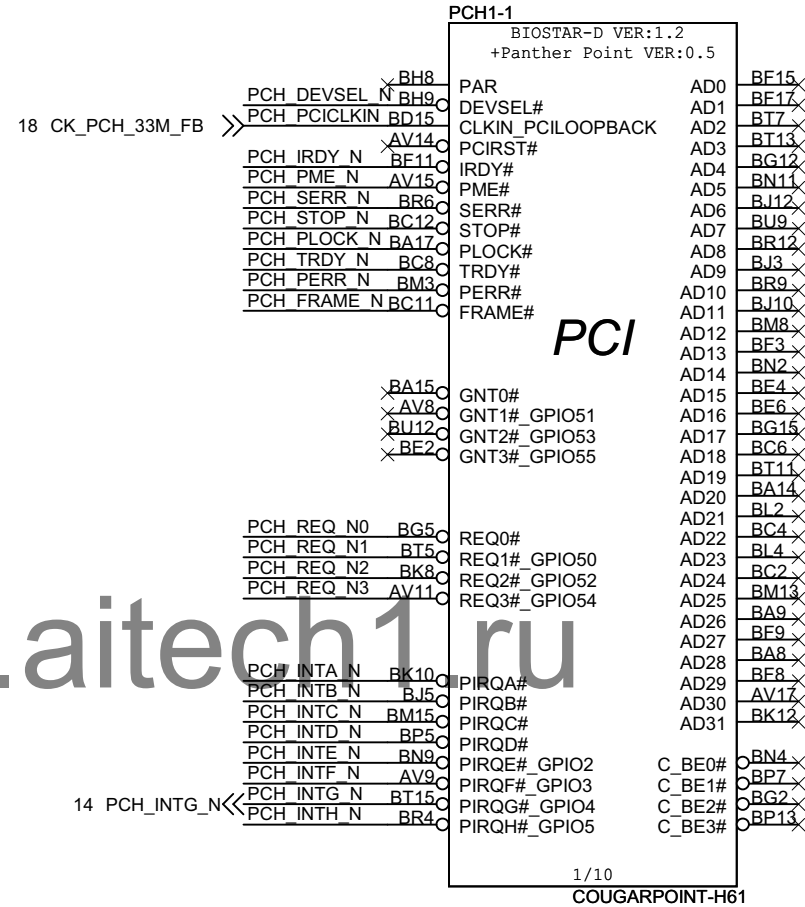 PCH1-1
BIOSTAR-D VER:1.2
+Panther Point VER:0.5
BH8 PAR AD0 BF15
PCH_DEVSEL_N BH9 DEVSEL# AD1 BF17
18 CK_PCH_33M_FB PCH_PCICLKIN BD15 CLKIN_PCILOOPBACK AD2 BT7
AV14 PCIRST# AD3 BT13
PCH_IRDY_N BF11 IRDY# AD4 BG12
PCH_PME_N AV15 PME# AD5 BN11
PCH_SERR_N BR6 SERR# AD6 BJ12
PCH_STOP_N BC12 STOP# AD7 BU9
PCH_PLOCK_N BA17 PLOCK# AD8 BR12
PCH_TRDY_N BC8 TRDY# AD9 BJ3
PCH_PERR_N BM3 PERR# AD10 BR9
PCH_FRAME_N BC11 FRAME# AD11 BJ10
PCI
AD12 BM8
AD13 BF3
AD14 BN2
BA15 GNT0# AD15 BE4
AV8 GNT1#_GPIO51 AD16 BE6
BU12 GNT2#_GPIO53 AD17 BG15
BE2 GNT3#_GPIO55 AD18 BC6
AD19 BT11
AD20 BA14
AD21 BL2
PCH_REQ_N0 BG5 REQ0# AD22 BC4
PCH_REQ_N1 BT5 REQ1#_GPIO50 AD23 BL4
PCH_REQ_N2 BK8 REQ2#_GPIO52 AD24 BC2
PCH_REQ_N3 AV11 REQ3#_GPIO54 AD25 BM13
AD26 BA9
AD27 BF9
.aitech1.ru
AD28 BA8
PCH_INTA_N BK10 PIRQA# AD29 BF8
PCH_INTB_N BJ5 PIRQB# AD30 AV17
PCH_INTC_N BM15 PIRQC# AD31 BK12
PCH_INTD_N BP5 PIRQD#
PCH_INTE_N BN9 PIRQE#_GPIO2 C_BE0# BN4
PCH_INTF_N AV9 PIRQF#_GPIO3 C_BE1# BP7
14 PCH_INTG_N PCH_INTG_N BT15 PIRQG#_GPIO4 C_BE2# BG2
PCH_INTH_N BR4 PIRQH#_GPIO5 C_BE3# BP13
1/10
COUGARPOINT-H61